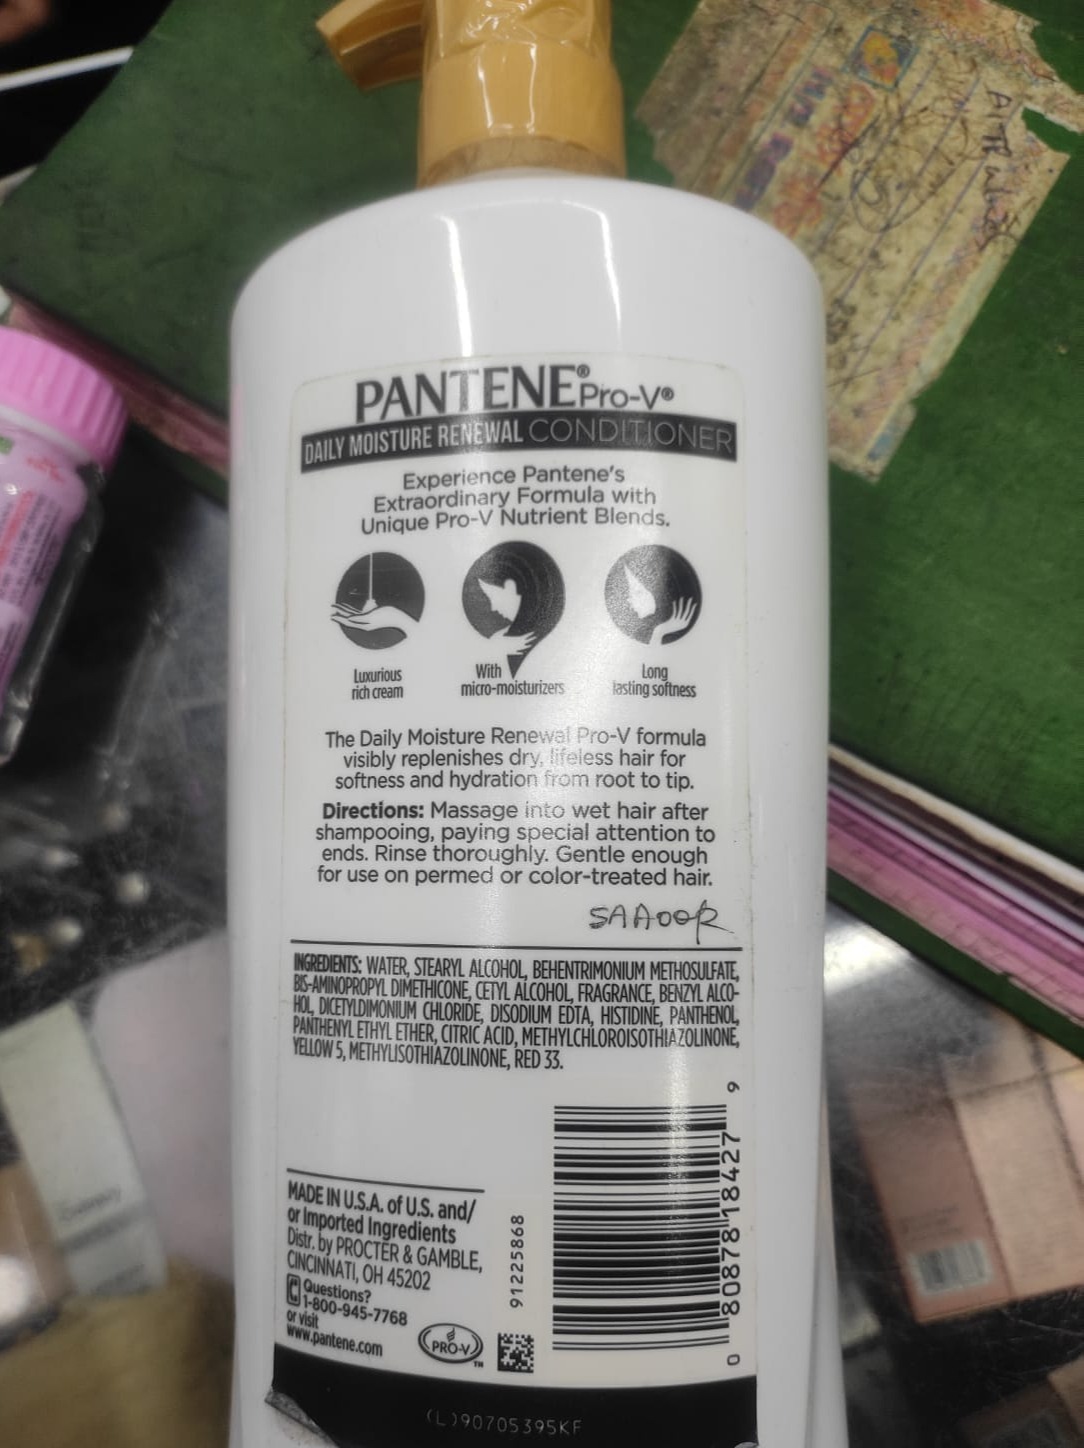 PANTENE® Pro-V®
DAILY MOISTURE RENEWAL CONDITIONER
Experience Pantene's
Extraordinary Formula with
Unique Pro-V Nutrient Blends.
Luxurious
rich cream
With
micro-moisturizers
Long
lasting softness
The Daily Moisture Renewal Pro-V formula
visibly replenishes dry, lifeless hair for
softness and hydration from root to tip.
Directions: Massage into wet hair after
shampooing, paying special attention to
ends. Rinse thoroughly. Gentle enough
for use on permed or color-treated hair.
INGREDIENTS: WATER, STEARYL ALCOHOL, BEHENTRIMONIUM METHOSULFATE,
BIS-AMINOPROPYL DIMETHICONE, CETYL ALCOHOL, FRAGRANCE, BENZYL ALCO-
HOL, DICETYLDIMONIUM CHLORIDE, DISODIUM EDTA, HISTIDINE, PANTHENOL,
PANTHENYL ETHYL ETHER, CITRIC ACID, METHYLCHLOROISOTHIAZOLINONE,
YELLOW 5, METHYLISOTHIAZOLINONE, RED 33.
MADE IN U.S.A. of U.S. and/
or Imported Ingredients
Distr. by PROCTER & GAMBLE,
CINCINNATI, OH 45202
Questions?
1-800-945-7768
or visit
www.pantene.com
PRO-V TM
91225868
0 80878 18427 9
(L)90705395KF